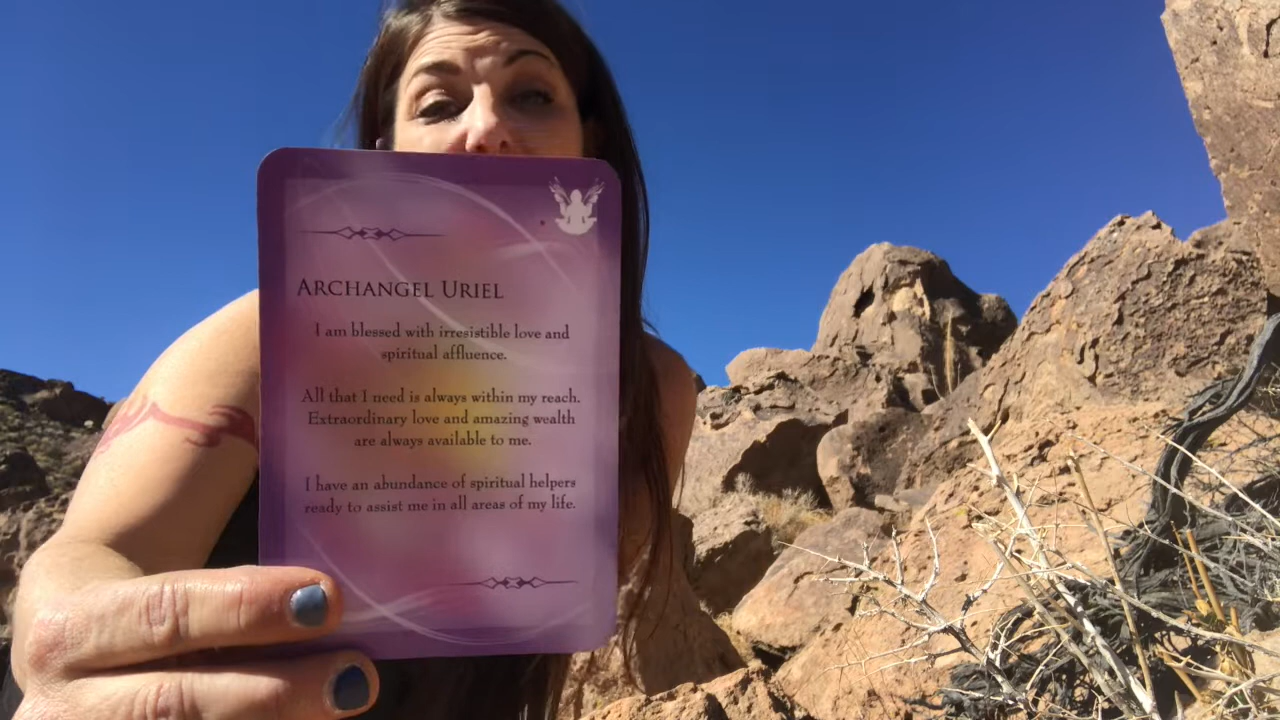 ARCHANGEL URIEL
I am blessed with irresistible love and
spiritual affluence.
All that I need is always within my reach.
Extraordinary love and amazing wealth
are always available to me.
I have an abundance of spiritual helpers
ready to assist me in all areas of my life.